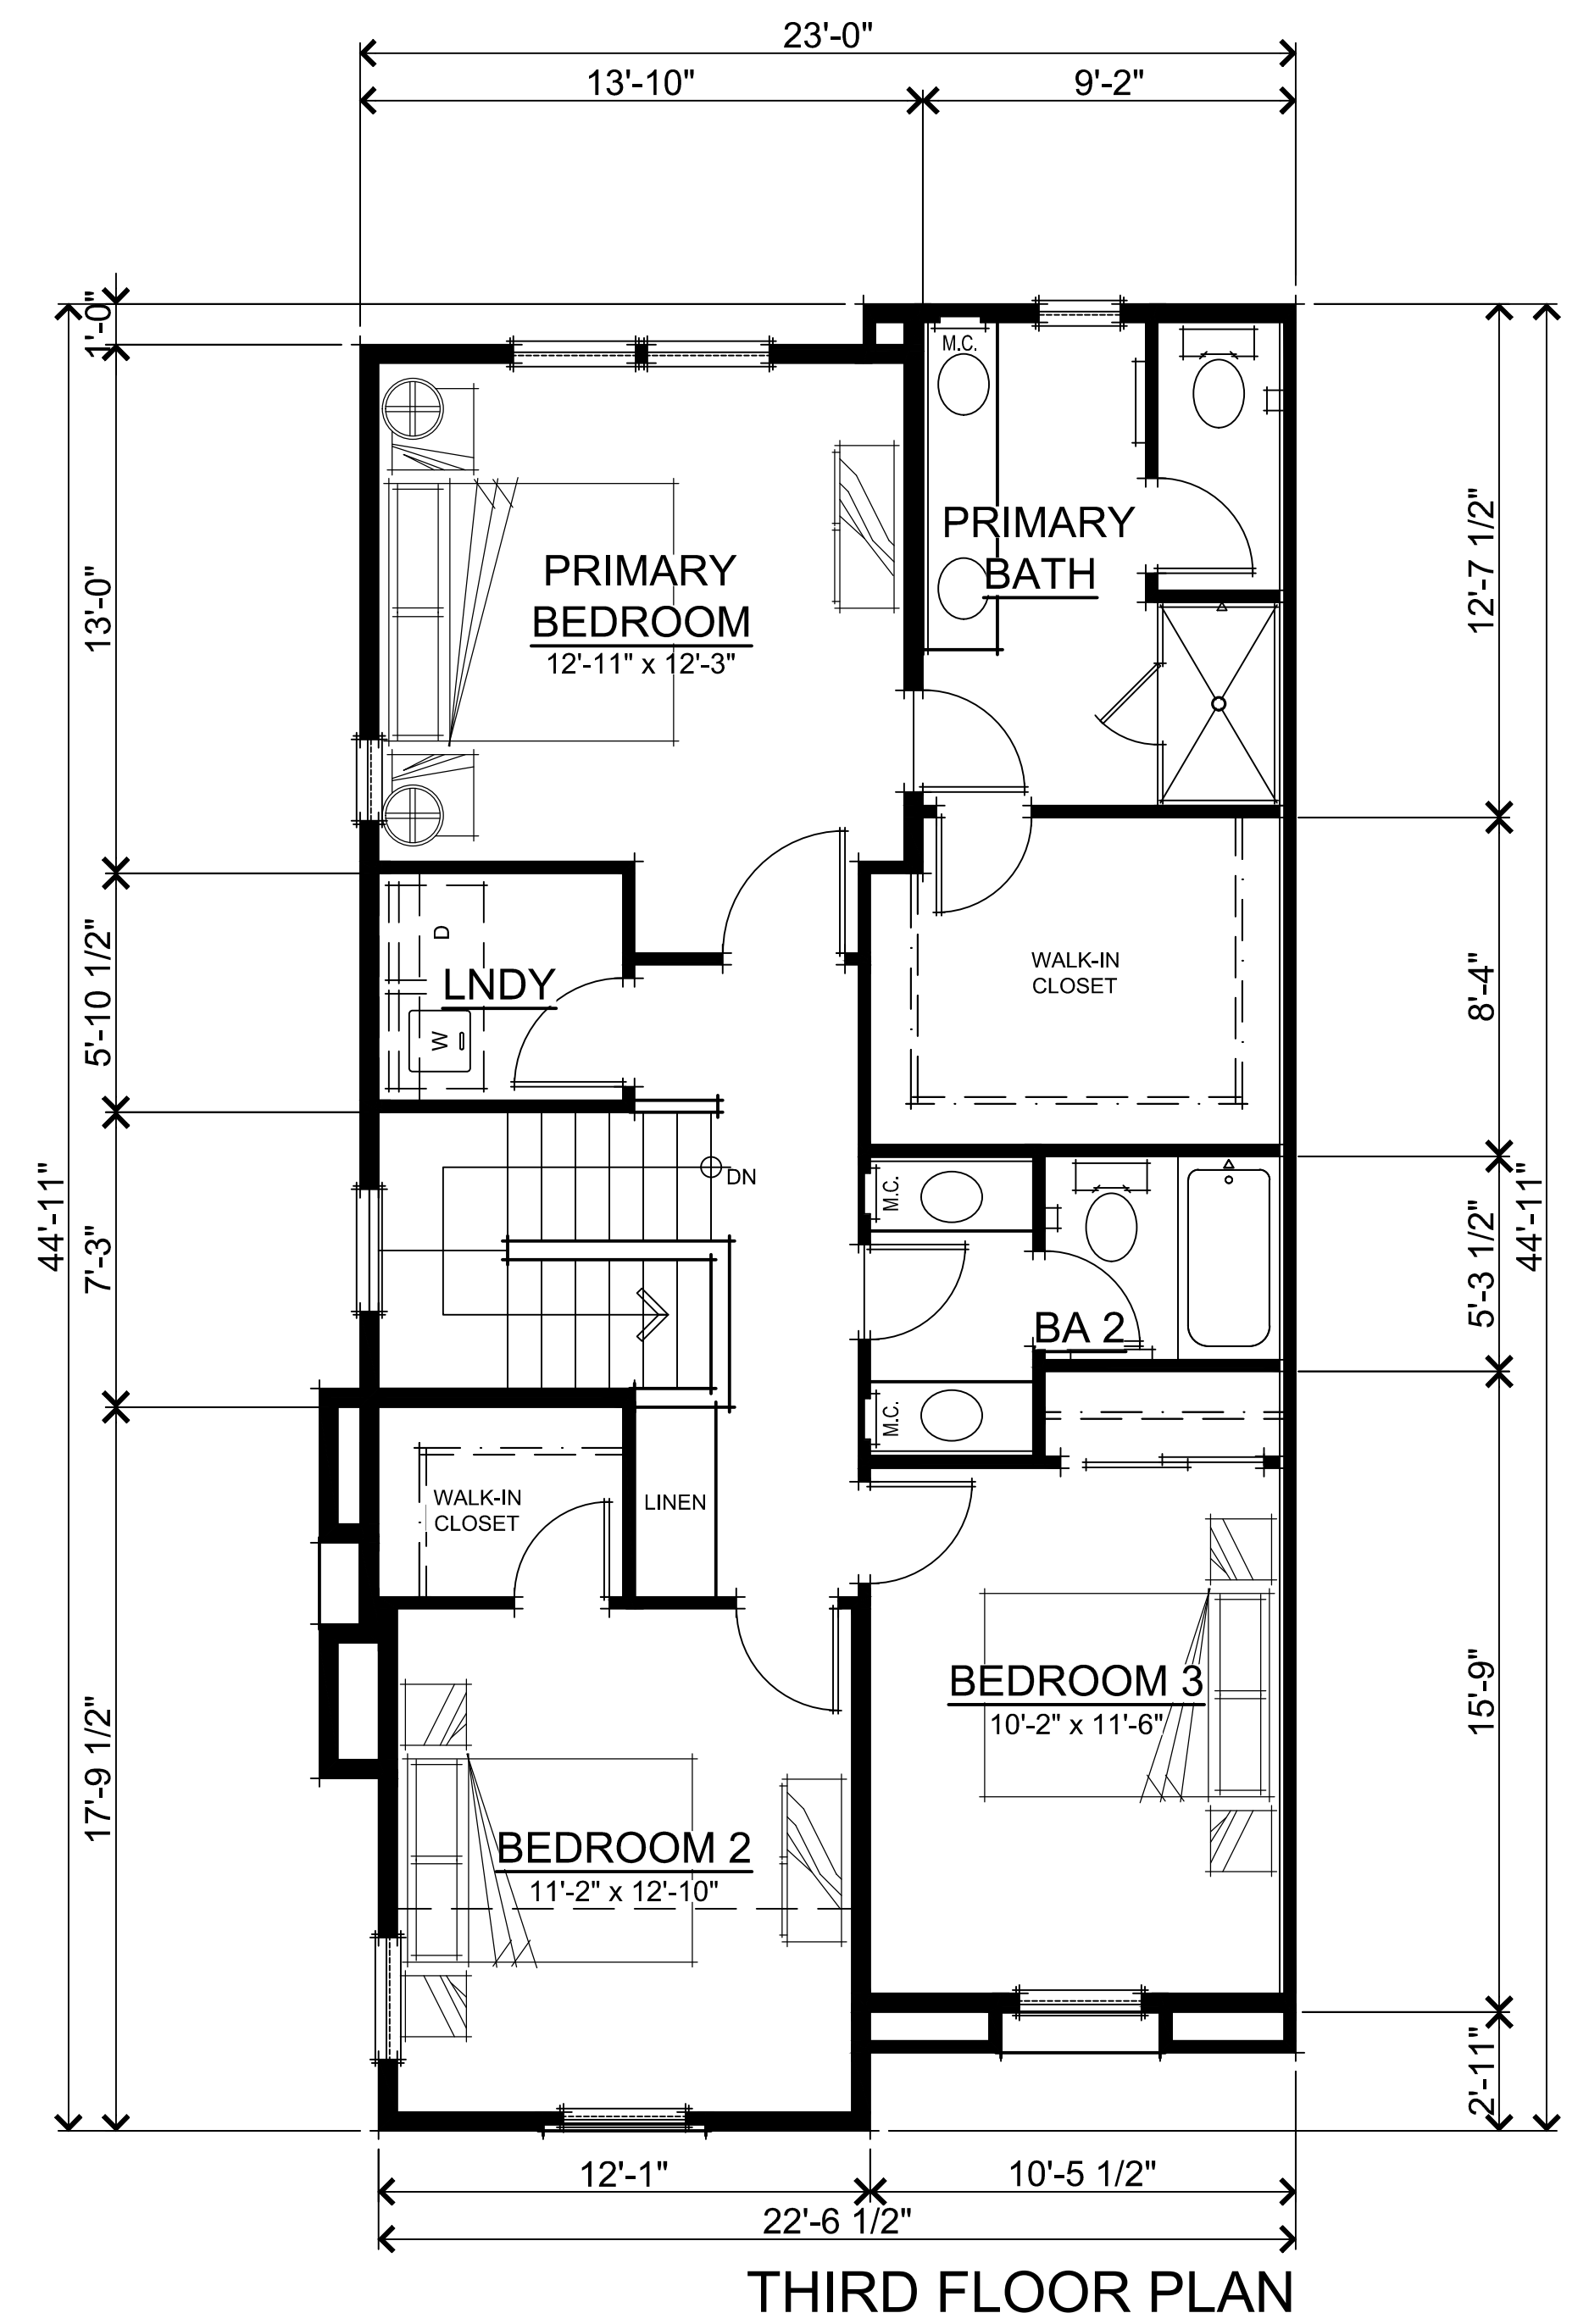 23'-0"
13'-10"
9'-2"
1'-0"
M.C.
PRIMARY
BATH
12'-7 1/2"
PRIMARY
BEDROOM
12'-11" x 12'-3"
13'-0"
D
LNDY
W
5'-10 1/2"
WALK-IN
CLOSET
8'-4"
DN
M.C.
44'-11"
7'-3"
BA 2
5'-3 1/2"
44'-11"
M.C.
WALK-IN
CLOSET
LINEN
BEDROOM 3
10'-2" x 11'-6"
15'-9"
17'-9 1/2"
BEDROOM 2
11'-2" x 12'-10"
2'-11"
12'-1"
10'-5 1/2"
22'-6 1/2"
THIRD FLOOR PLAN